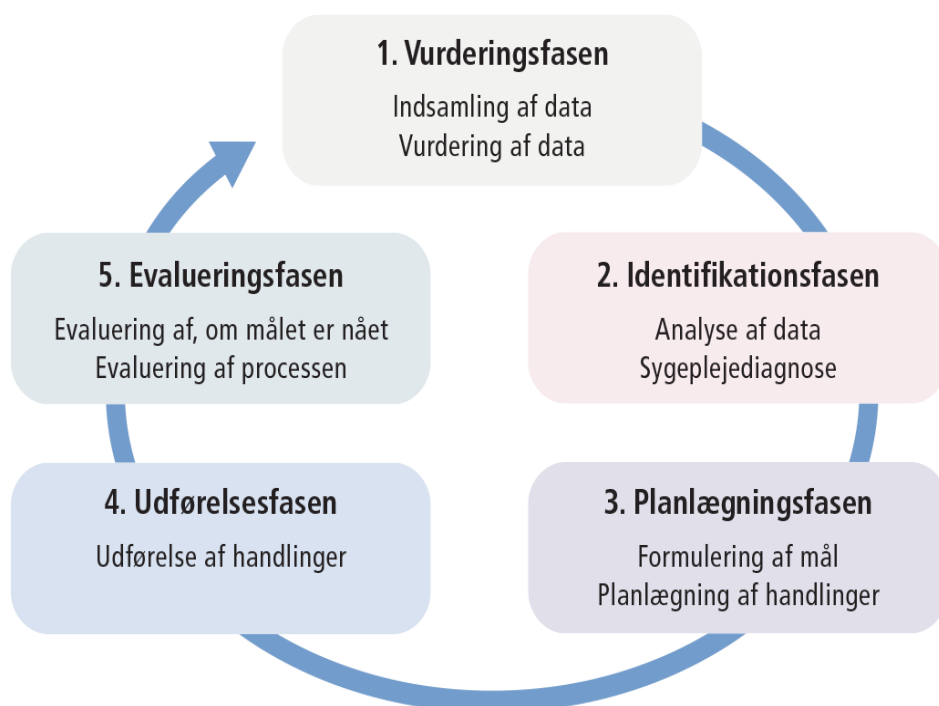 1. Vurderingsfasen
Indsamling af data
Vurdering af data
2. Identifikationsfasen
Analyse af data
Sygeplejediagnose
3. Planlægningsfasen
Formulering af mål
Planlægning af handlinger
4. Udførelsesfasen
Udførelse af handlinger
5. Evalueringsfasen
Evaluering af, om målet er nået
Evaluering af processen